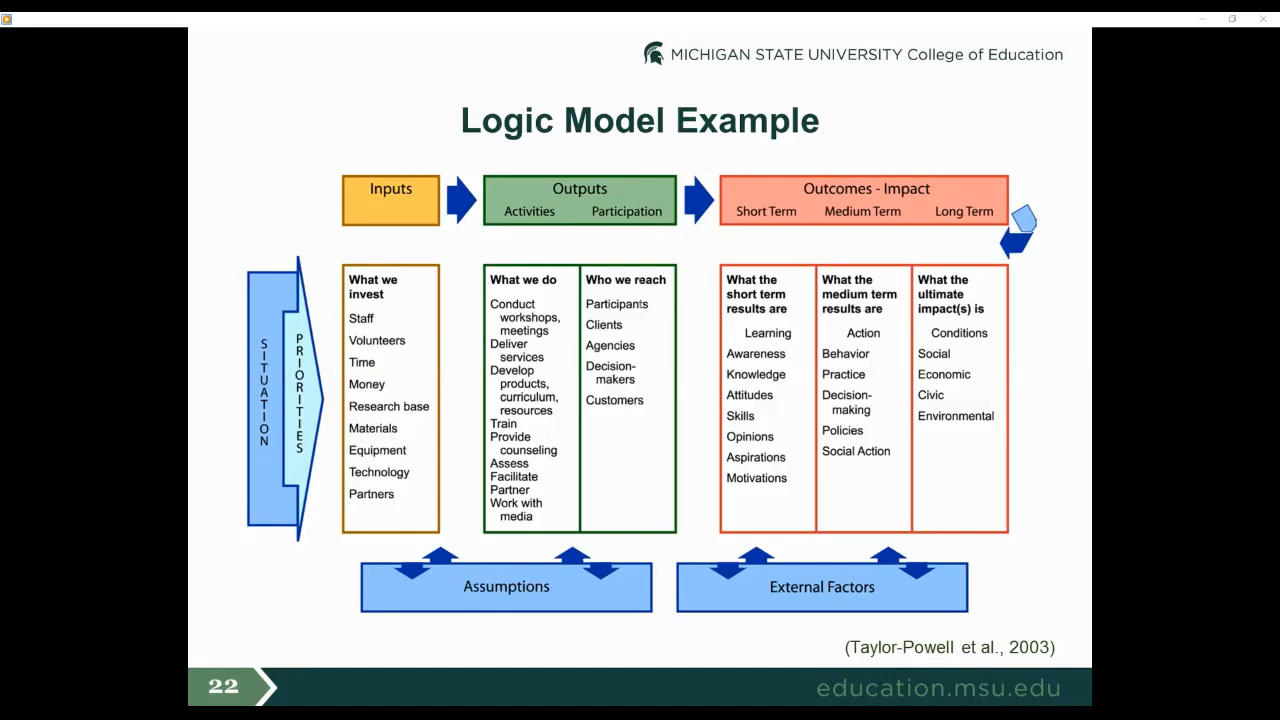 MICHIGAN STATE UNIVERSITY College of Education
Logic Model Example
Inputs
Outputs
Activities Participation
Outcomes - Impact
Short Term Medium Term Long Term
SITUATION
PRIORITIES
What we
invest
Staff
Volunteers
Time
Money
Research base
Materials
Equipment
Technology
Partners
What we do
Conduct
workshops,
meetings
Deliver
services
Develop
products,
curriculum,
resources
Train
Provide
counseling
Assess
Facilitate
Partner
Work with
media
Who we reach
Participants
Clients
Agencies
Decision-
makers
Customers
What the
short term
results are
Learning
Awareness
Knowledge
Attitudes
Skills
Opinions
Aspirations
Motivations
What the
medium term
results are
Action
Behavior
Practice
Decision-
making
Policies
Social Action
What the
ultimate
impact(s) is
Conditions
Social
Economic
Civic
Environmental
Assumptions
External Factors
(Taylor-Powell et al., 2003)
22
education.msu.edu